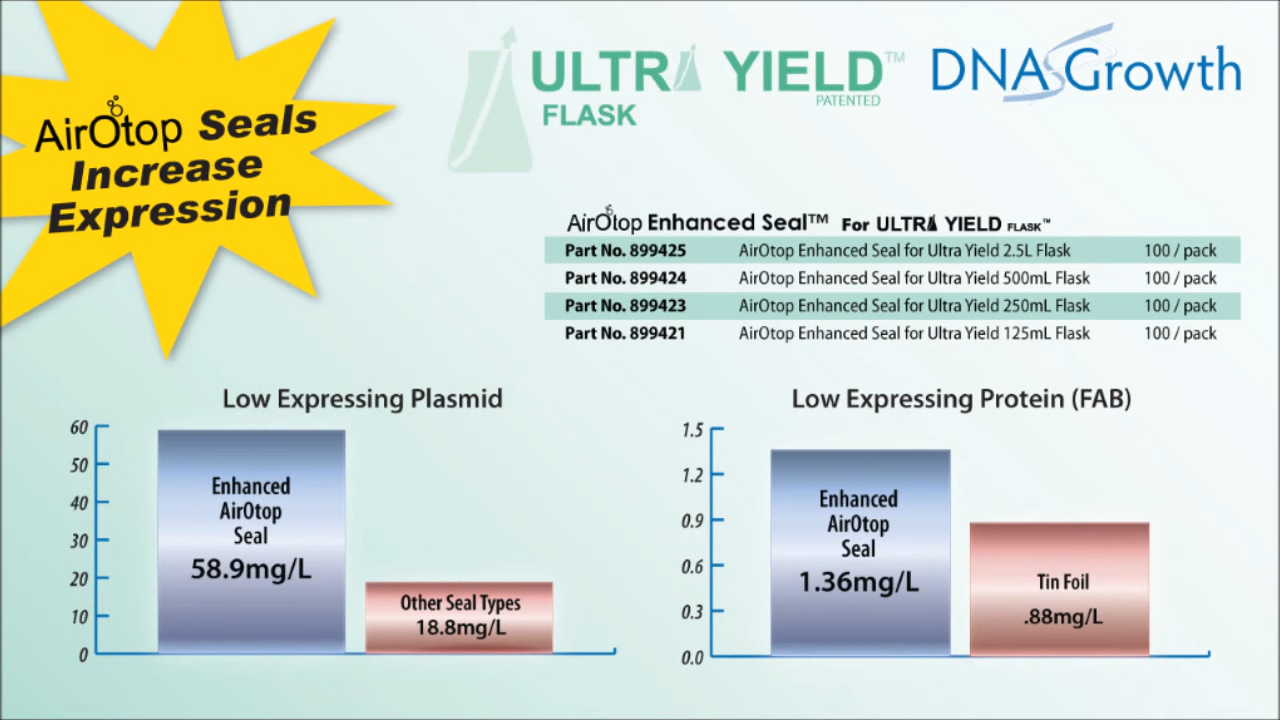 AirOtop Seals
Increase
Expression
ULTRA YIELD™
PATENTED
FLASK
DNA Growth
AirOtop Enhanced Seal™ For ULTRA YIELD FLASK™
Part No. 899425 AirOtop Enhanced Seal for Ultra Yield 2.5L Flask 100 / pack
Part No. 899424 AirOtop Enhanced Seal for Ultra Yield 500mL Flask 100 / pack
Part No. 899423 AirOtop Enhanced Seal for Ultra Yield 250mL Flask 100 / pack
Part No. 899421 AirOtop Enhanced Seal for Ultra Yield 125mL Flask 100 / pack
Low Expressing Plasmid
60
50
40
30
20
10
0
Enhanced
AirOtop
Seal
58.9mg/L
Other Seal Types
18.8mg/L
Low Expressing Protein (FAB)
1.5
1.2
0.9
0.6
0.3
0.0
Enhanced
AirOtop
Seal
1.36mg/L
Tin Foil
.88mg/L